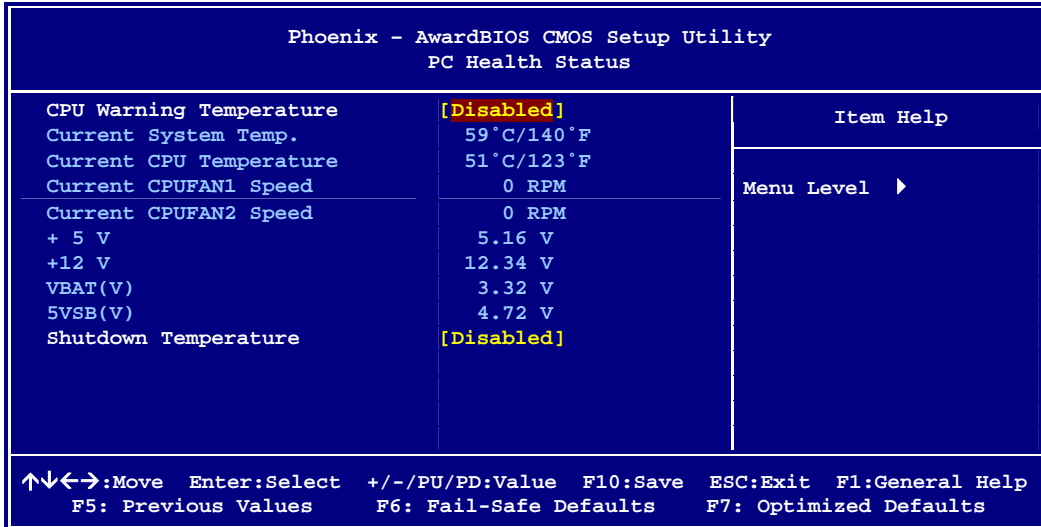 Phoenix – AwardBIOS CMOS Setup Utility
PC Health Status
CPU Warning Temperature [Disabled]
Current System Temp. 59°C/140°F
Current CPU Temperature 51°C/123°F
Current CPUFAN1 Speed 0 RPM
Current CPUFAN2 Speed 0 RPM
+ 5 V 5.16 V
+12 V 12.34 V
VBAT(V) 3.32 V
5VSB(V) 4.72 V
Shutdown Temperature [Disabled]
Item Help
Menu Level
↑↓←→:Move Enter:Select +/-/PU/PD:Value F10:Save ESC:Exit F1:General Help
F5: Previous Values F6: Fail-Safe Defaults F7: Optimized Defaults